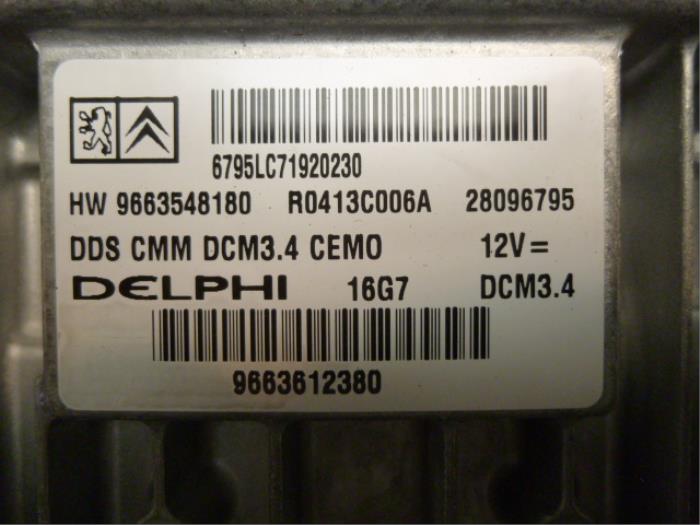 6795LC71920230
HW 9663548180 R0413C006A 28096795
DDS CMM DCM3.4 CEMO 12V=
DELPHI 16G7 DCM3.4
9663612380